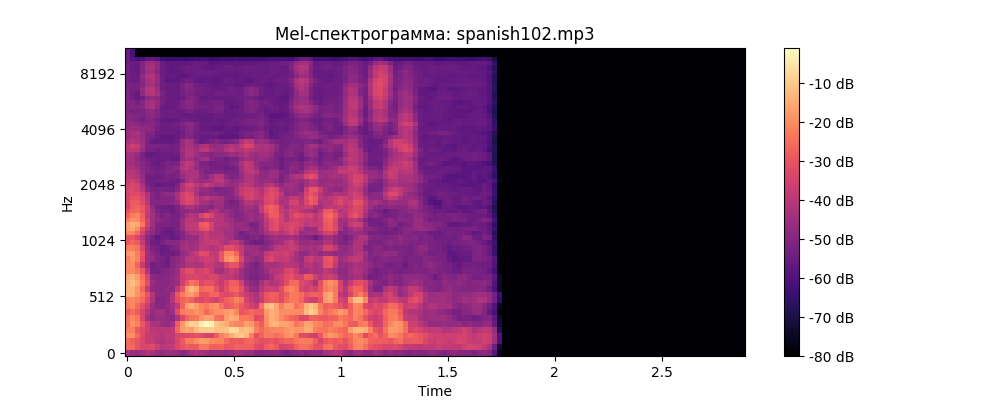 Mel-спектрограмма: spanish102.mp3
8192
4096
2048
1024
512
0
Hz
0 0.5 1 1.5 2 2.5
Time
-10 dB
-20 dB
-30 dB
-40 dB
-50 dB
-60 dB
-70 dB
-80 dB